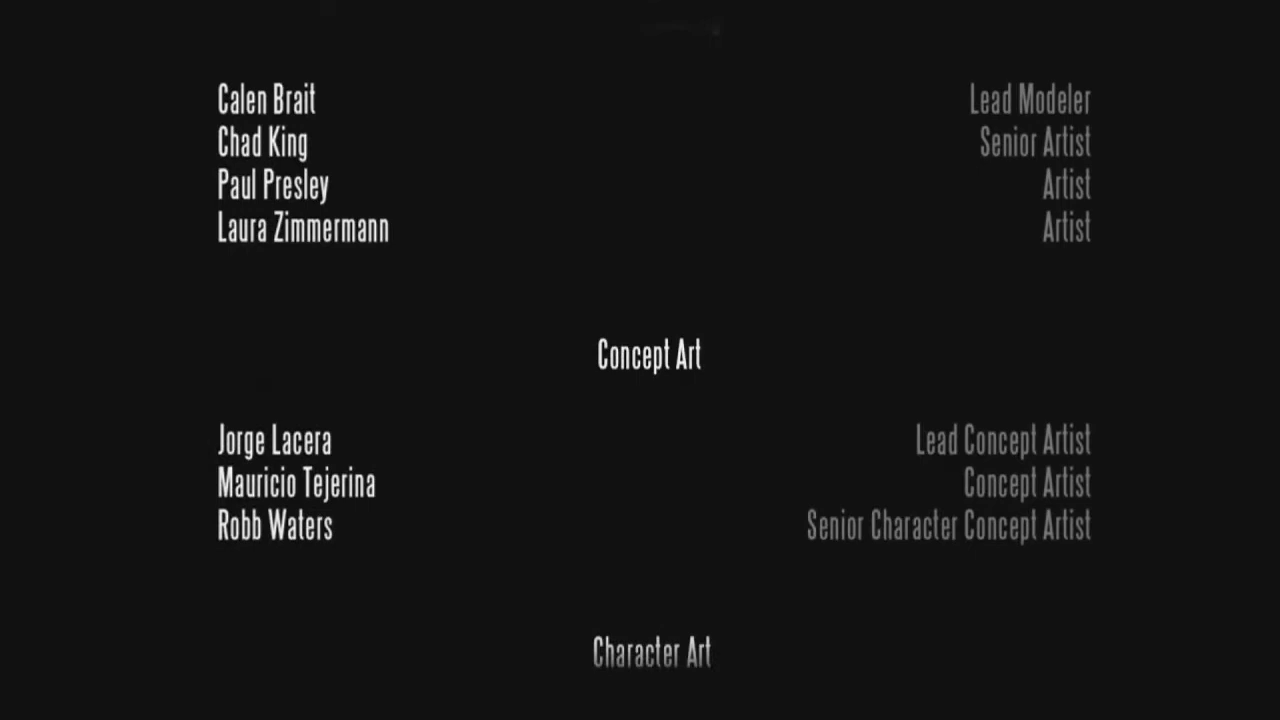 Calen Brait Lead Modeler
Chad King Senior Artist
Paul Presley Artist
Laura Zimmermann Artist
Concept Art
Jorge Lacera Lead Concept Artist
Mauricio Tejerina Concept Artist
Robb Waters Senior Character Concept Artist
Character Art